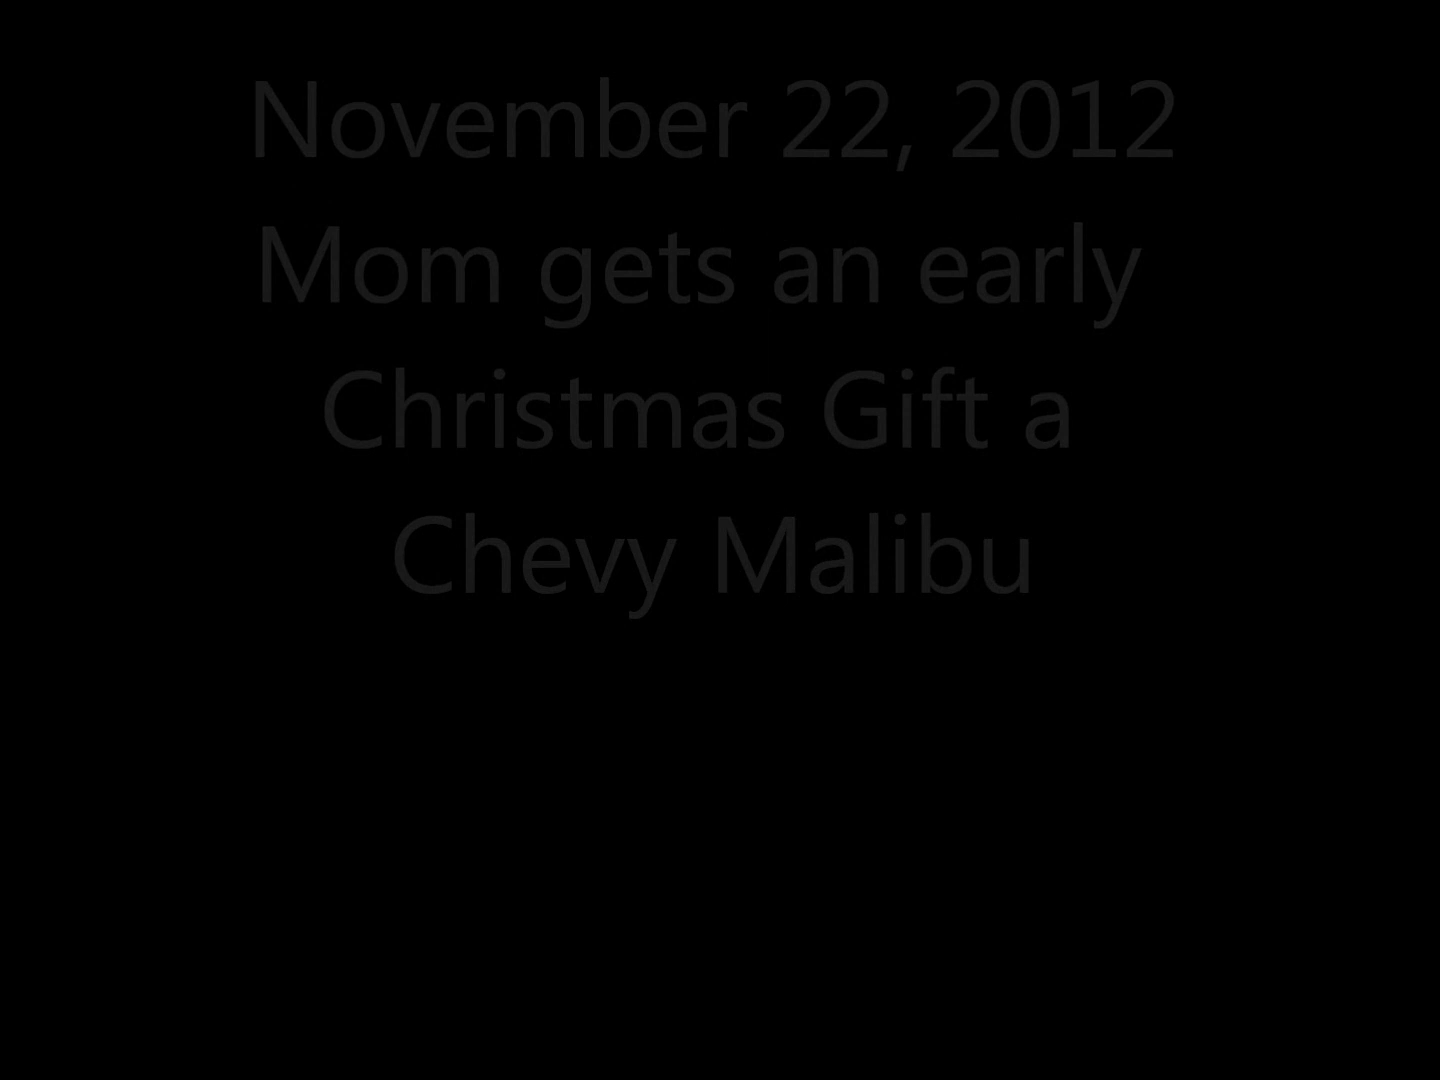 November 22, 2012
Mom gets an early
Christmas Gift a
Chevy Malibu